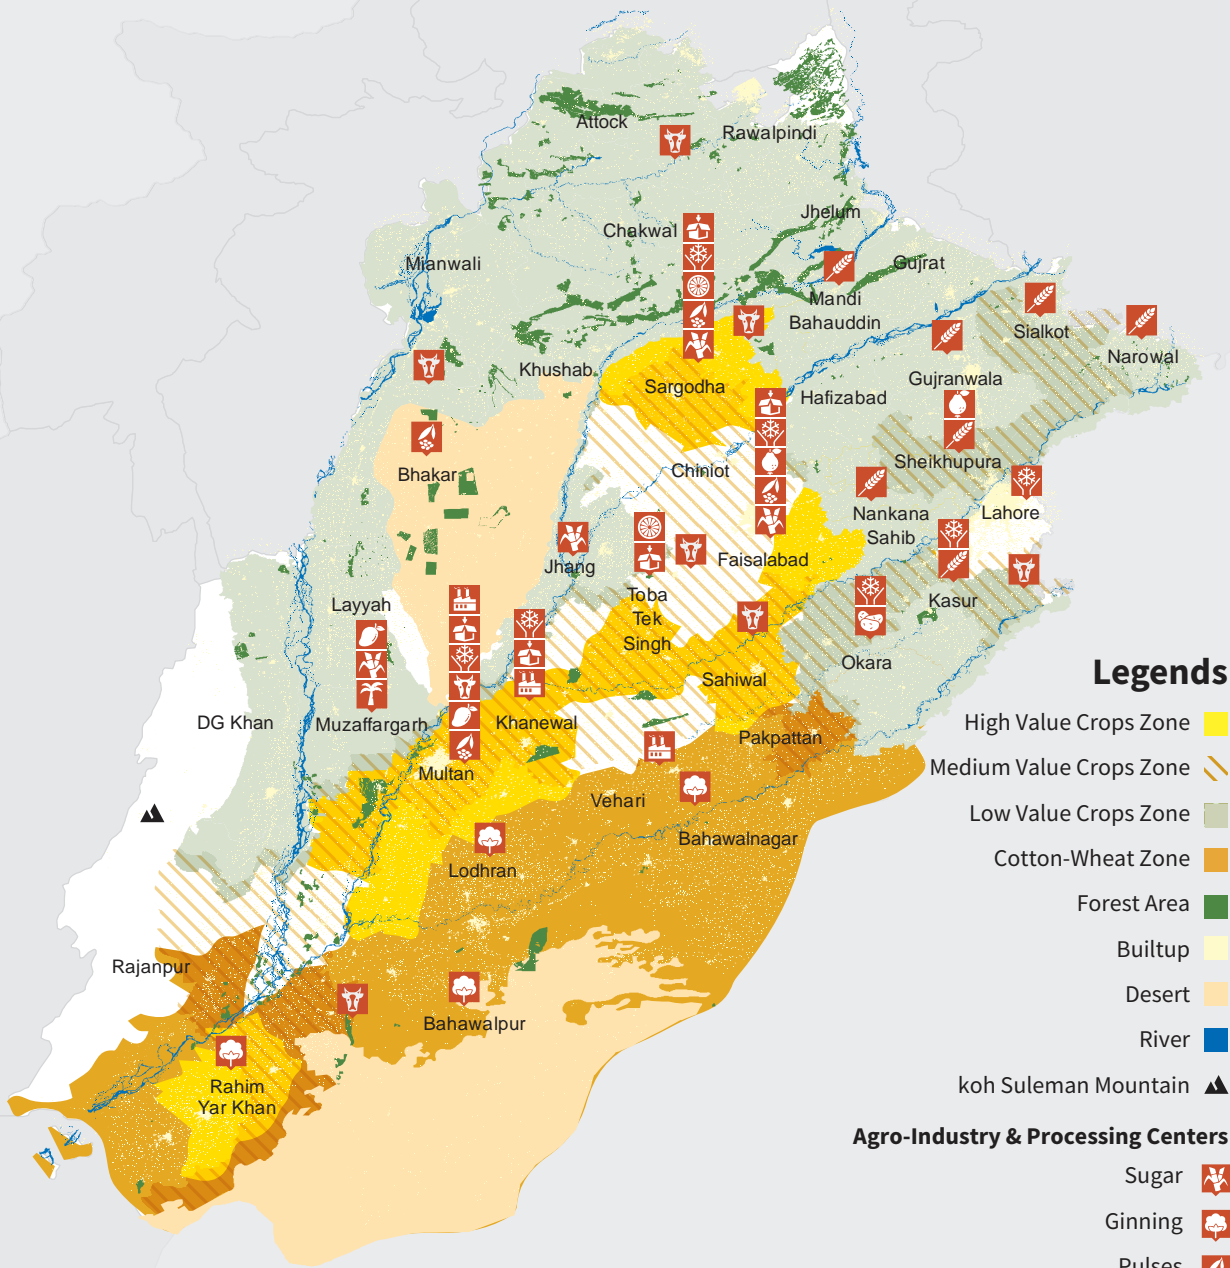 Attock
Rawalpindi
Jhelum
Chakwal
Mianwali
Gujrat
Mandi
Bahauddin
Sialkot
Narowal
Khushab
Sargodha
Gujranwala
Hafizabad
Bhakar
Chiniot
Sheikhupura
Nankana
Sahib
Lahore
Jhang
Faisalabad
Layyah
Toba
Tek
Singh
Kasur
Okara
Sahiwal
DG Khan
Muzaffargarh
Khanewal
Pakpattan
Multan
Vehari
Bahawalnagar
Lodhran
Rajanpur
Bahawalpur
Rahim
Yar Khan
Legends
High Value Crops Zone
Medium Value Crops Zone
Low Value Crops Zone
Cotton-Wheat Zone
Forest Area
Builtup
Desert
River
koh Suleman Mountain
Agro-Industry & Processing Centers
Sugar
Ginning
Pulses